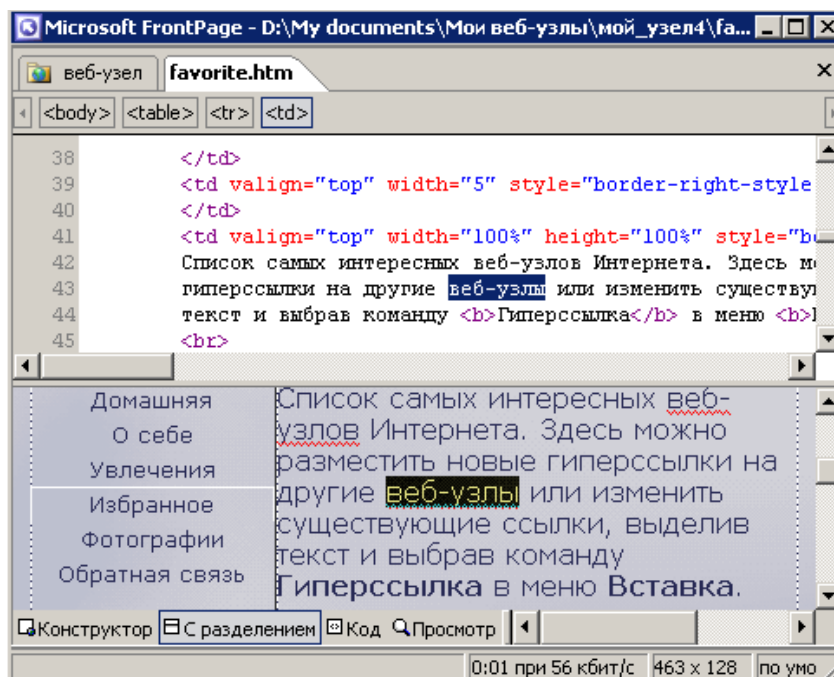 Microsoft FrontPage - D:\My documents\Мои веб-узлы\мой_узел4\fa...
веб-узел favorite.htm
<body> <table> <tr> <td>
38 </td>
39 <td valign="top" width="5" style="border-right-style
40 </td>
41 <td valign="top" width="100%" height="100%" style="bo
42 Список самых интересных веб-узлов Интернета. Здесь мо
43 гиперссылки на другие веб-узлы или изменить существую
44 текст и выбрав команду <b>Гиперссылка</b> в меню <b>
45 <br>
Домашняя
О себе
Увлечения
Избранное
Фотографии
Обратная связь
Список самых интересных веб-
узлов Интернета. Здесь можно
разместить новые гиперссылки на
другие веб-узлы или изменить
существующие ссылки, выделив
текст и выбрав команду
Гиперссылка в меню Вставка.
Конструктор С разделением Код Просмотр
0:01 при 56 кбит/с 463 x 128 по умо